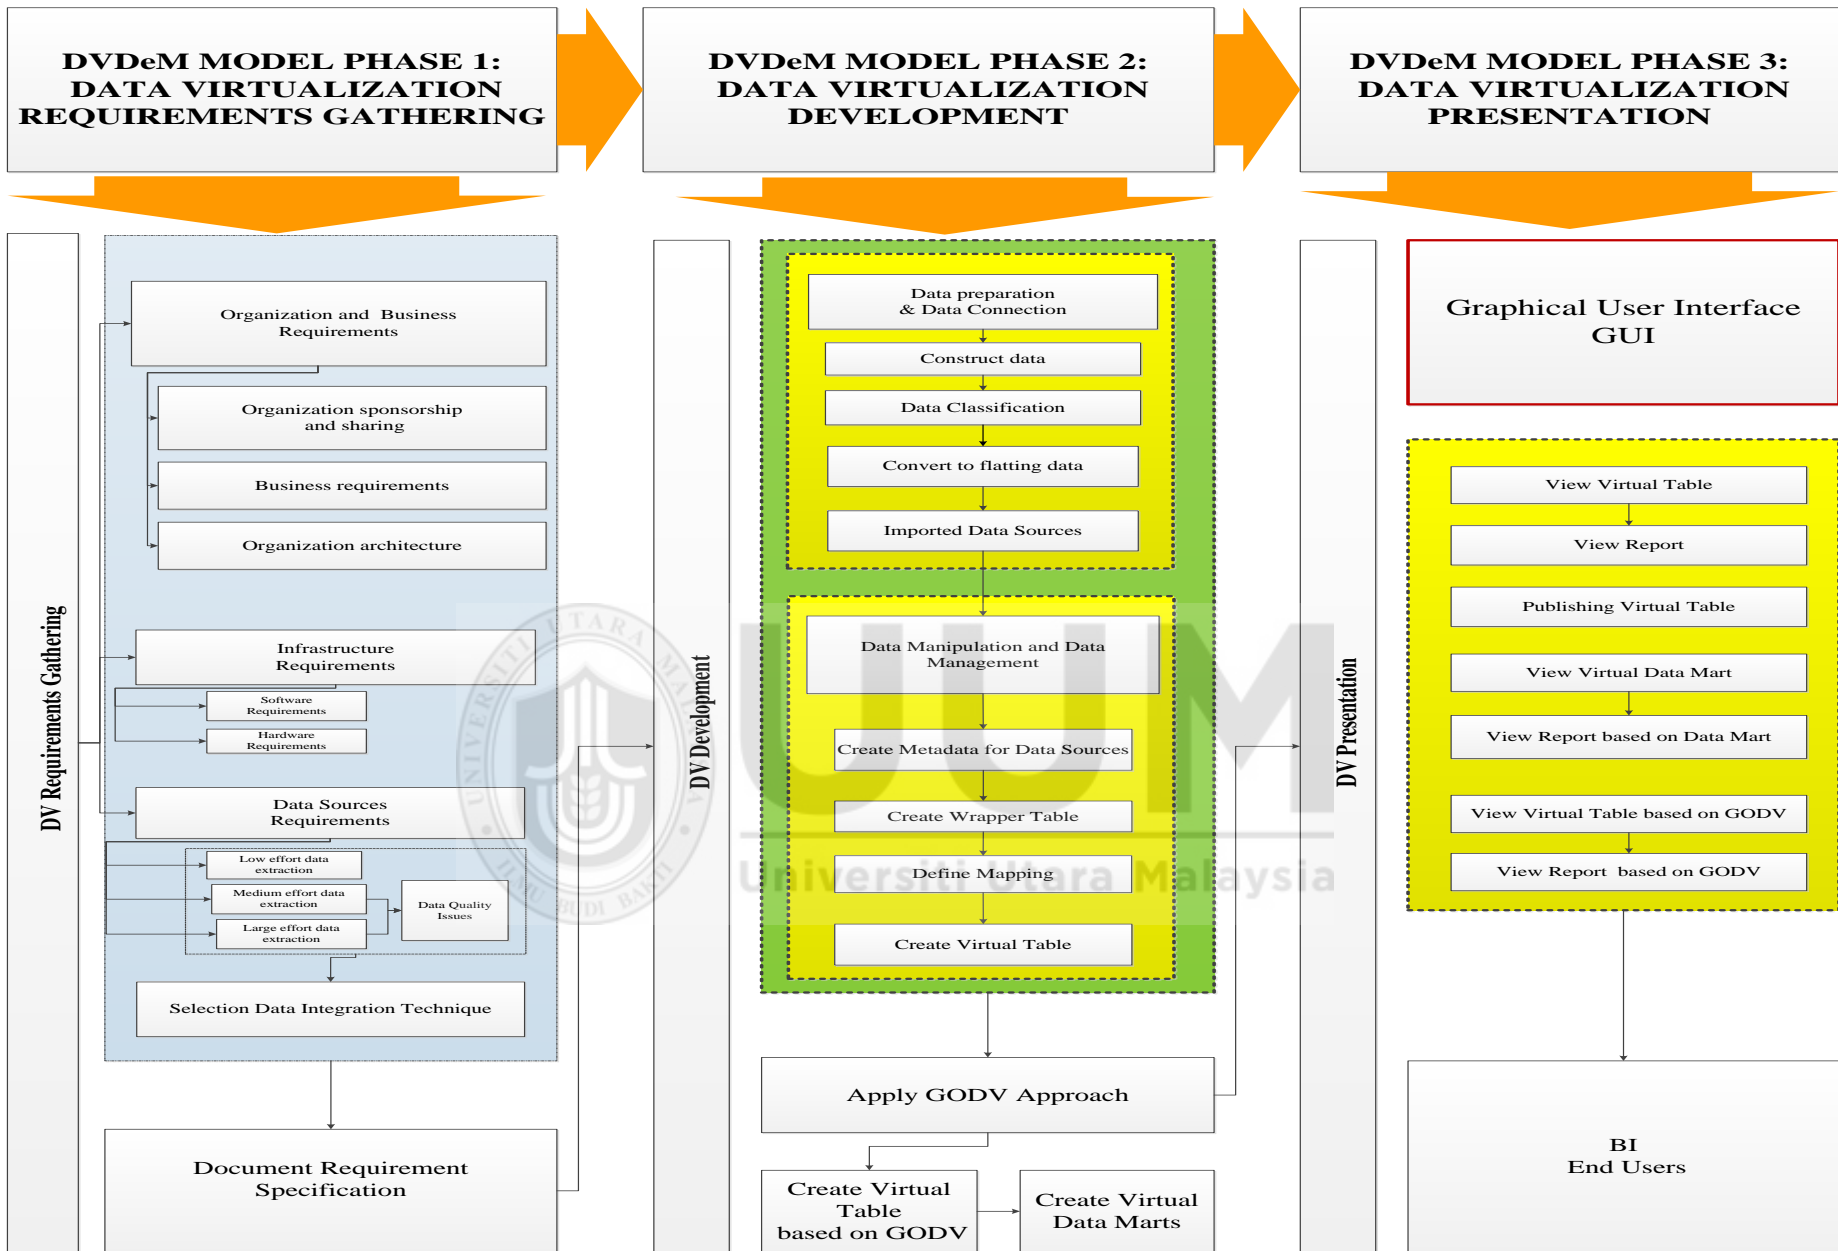 DVDeM MODEL PHASE 1:
DATA VIRTUALIZATION
REQUIREMENTS GATHERING
DVDeM MODEL PHASE 2:
DATA VIRTUALIZATION
DEVELOPMENT
DVDeM MODEL PHASE 3:
DATA VIRTUALIZATION
PRESENTATION
DV Requirements Gathering
Organization and Business
Requirements
Organization sponsorship
and sharing
Business requirements
Organization architecture
Infrastructure
Requirements
Software
Requirements
Hardware
Requirements
Data Sources
Requirements
Low effort data
extraction
Medium effort data
extraction
Large effort data
extraction
Data Quality
Issues
Selection Data Integration Technique
Document Requirement
Specification
DV Development
Data preparation
& Data Connection
Construct data
Data Classification
Convert to flatting data
Imported Data Sources
Data Manipulation and Data
Management
Create Metadata for Data Sources
Create Wrapper Table
Define Mapping
Create Virtual Table
Apply GODV Approach
Create Virtual
Table
based on GODV
Create Virtual
Data Marts
DV Presentation
Graphical User Interface
GUI
View Virtual Table
View Report
Publishing Virtual Table
View Virtual Data Mart
View Report based on Data Mart
View Virtual Table based on GODV
View Report based on GODV
BI
End Users
UUM
Universiti Utara Malaysia
UNIVERSITI UTARA MALAYSIA
BUDI BAKTI